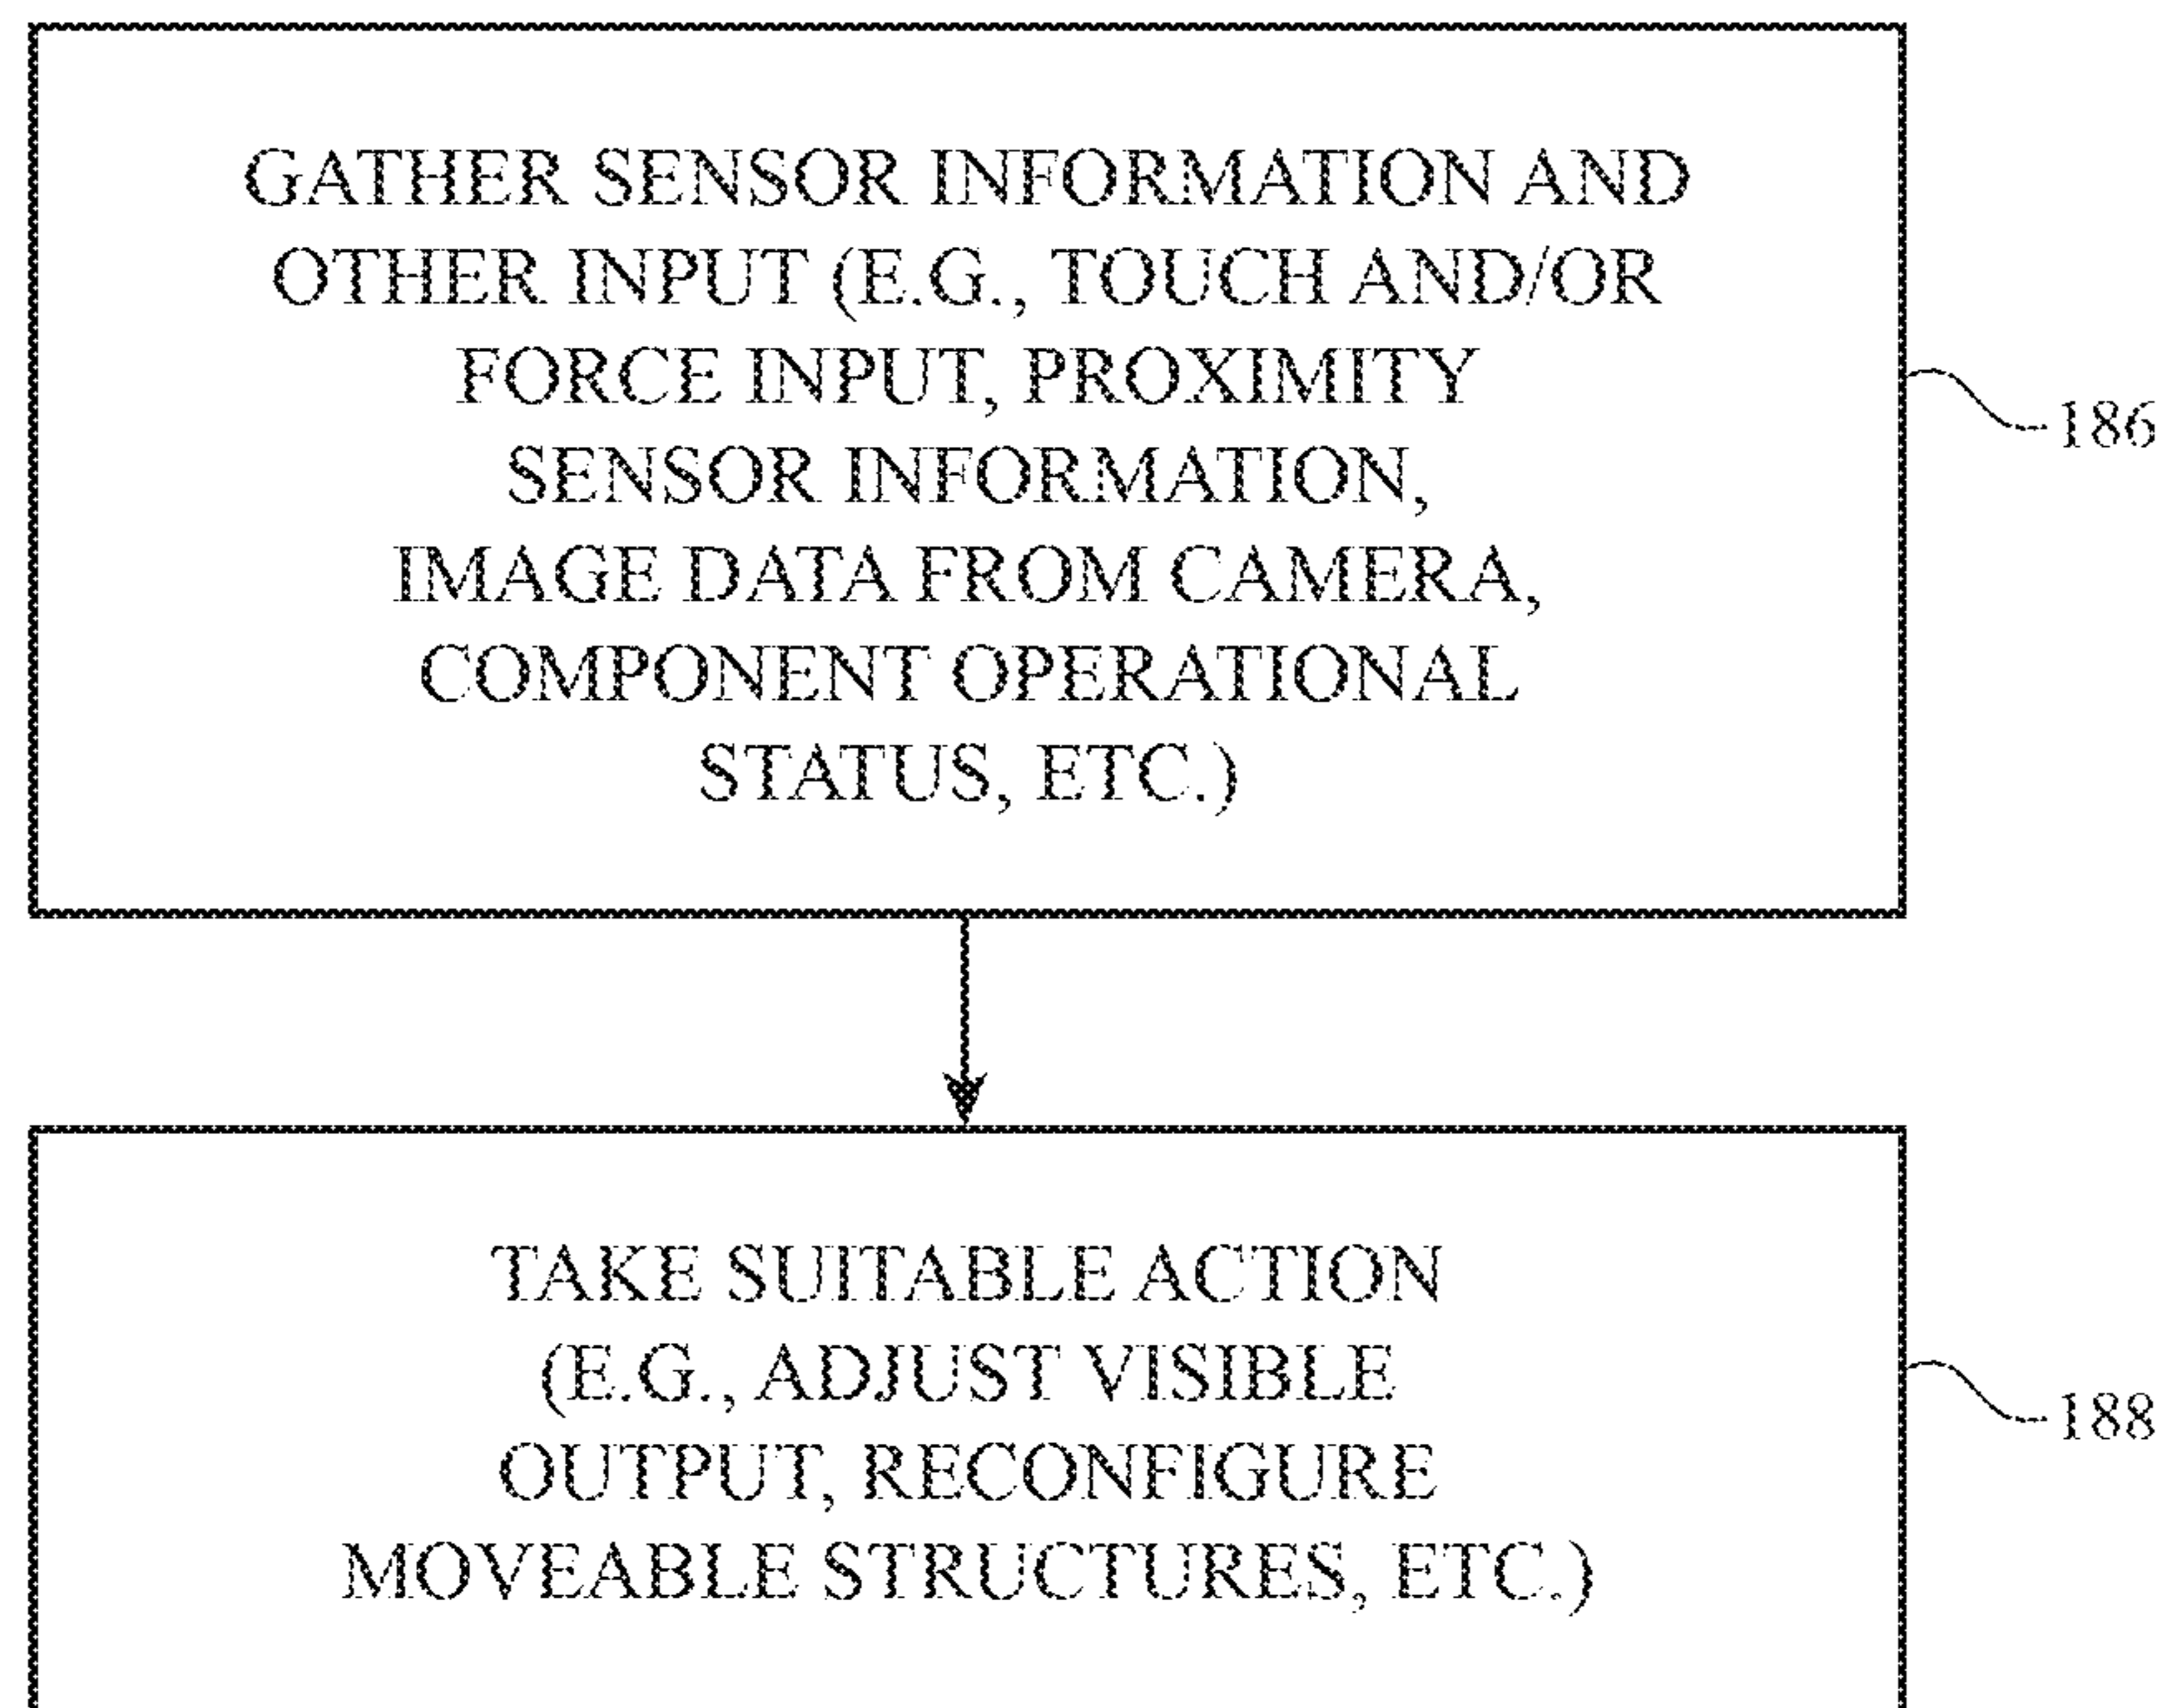 GATHER SENSOR INFORMATION AND
OTHER INPUT (E.G., TOUCH AND/OR
FORCE INPUT, PROXIMITY
SENSOR INFORMATION,
IMAGE DATA FROM CAMERA,
COMPONENT OPERATIONAL
STATUS, ETC.)
186
TAKE SUITABLE ACTION
(E.G., ADJUST VISIBLE
OUTPUT, RECONFIGURE
MOVEABLE STRUCTURES, ETC.)
188